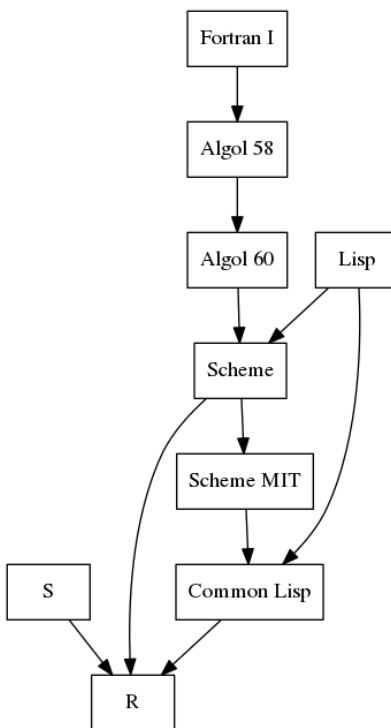 Fortran I
Algol 58
Algol 60
Lisp
Scheme
Scheme MIT
S
Common Lisp
R